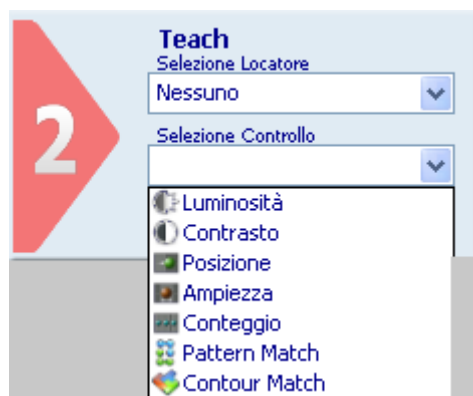 2
Teach
Selezione Locatore
Nessuno
Selezione Controllo
Luminosità
Contrasto
Posizione
Ampiezza
Conteggio
Pattern Match
Contour Match